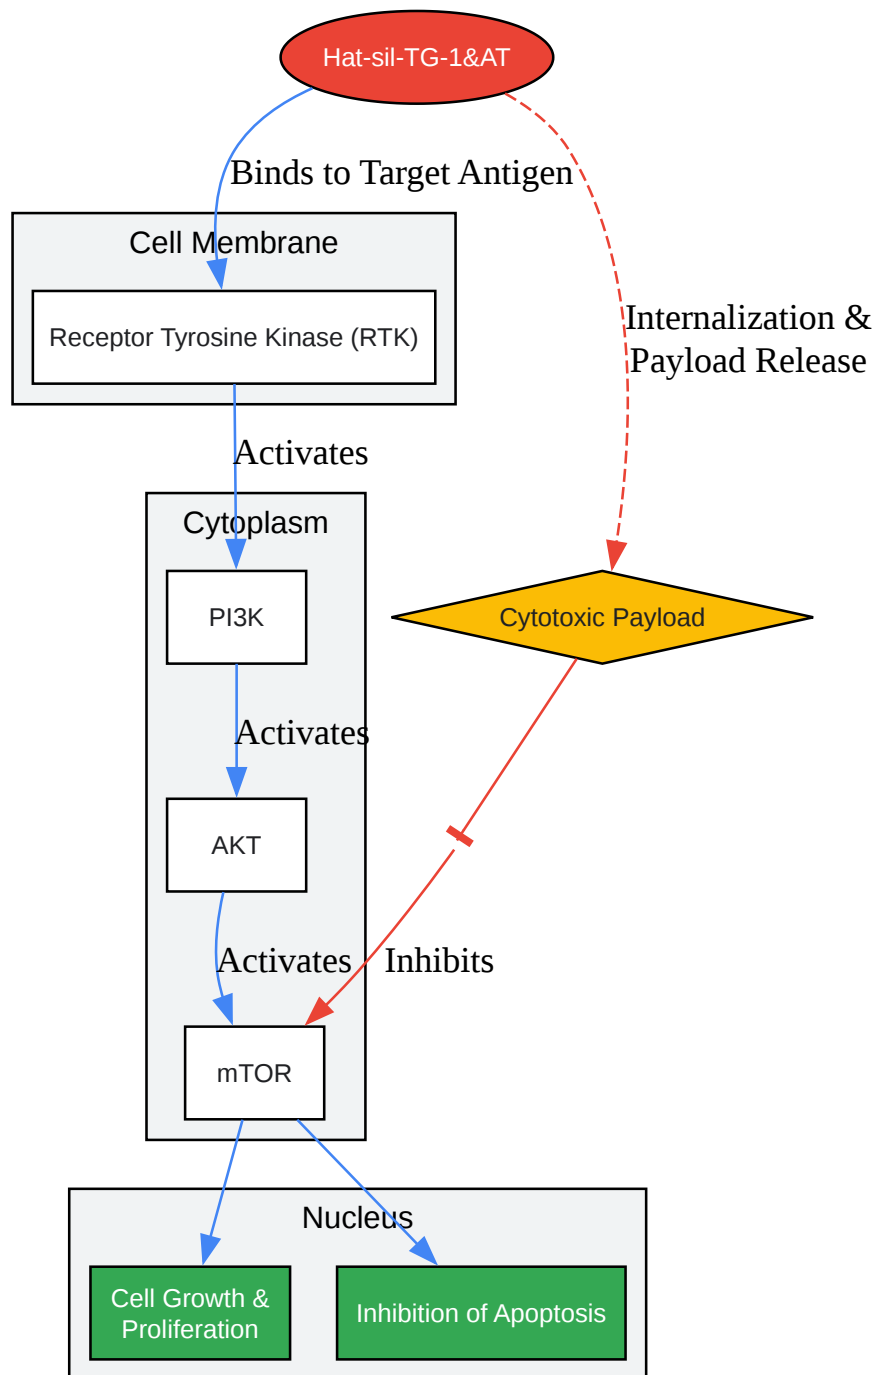 Hat-sil-TG-1&AT
Binds to Target Antigen
Cell Membrane
Receptor Tyrosine Kinase (RTK)
Internalization &
Payload Release
Activates
Cytoplasm
PI3K
Cytotoxic Payload
Activates
AKT
Activates
Inhibits
mTOR
Nucleus
Cell Growth &
Proliferation
Inhibition of Apoptosis